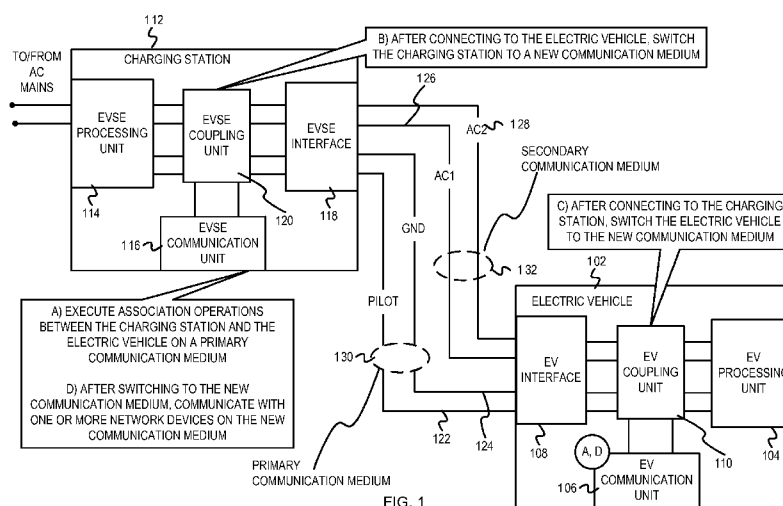 112
TO/FROM
AC
MAINS
CHARGING STATION
B) AFTER CONNECTING TO THE ELECTRIC VEHICLE, SWITCH
THE CHARGING STATION TO A NEW COMMUNICATION MEDIUM
EVSE
PROCESSING
UNIT
EVSE
COUPLING
UNIT
EVSE
INTERFACE
126
AC2
128
SECONDARY
COMMUNICATION MEDIUM
AC1
114
120
118
GND
C) AFTER CONNECTING TO THE CHARGING
STATION, SWITCH THE ELECTRIC VEHICLE
TO THE NEW COMMUNICATION MEDIUM
116
EVSE
COMMUNICATION
UNIT
132
102
ELECTRIC VEHICLE
PILOT
A) EXECUTE ASSOCIATION OPERATIONS
BETWEEN THE CHARGING STATION AND THE
ELECTRIC VEHICLE ON A PRIMARY
COMMUNICATION MEDIUM
D) AFTER SWITCHING TO THE NEW
COMMUNICATION MEDIUM, COMMUNICATE WITH
ONE OR MORE NETWORK DEVICES ON THE NEW
COMMUNICATION MEDIUM
130
EV
INTERFACE
EV
COUPLING
UNIT
EV
PROCESSING
UNIT
122
124
108
110
104
PRIMARY
COMMUNICATION MEDIUM
A, D
106
EV
COMMUNICATION
UNIT
FIG. 1